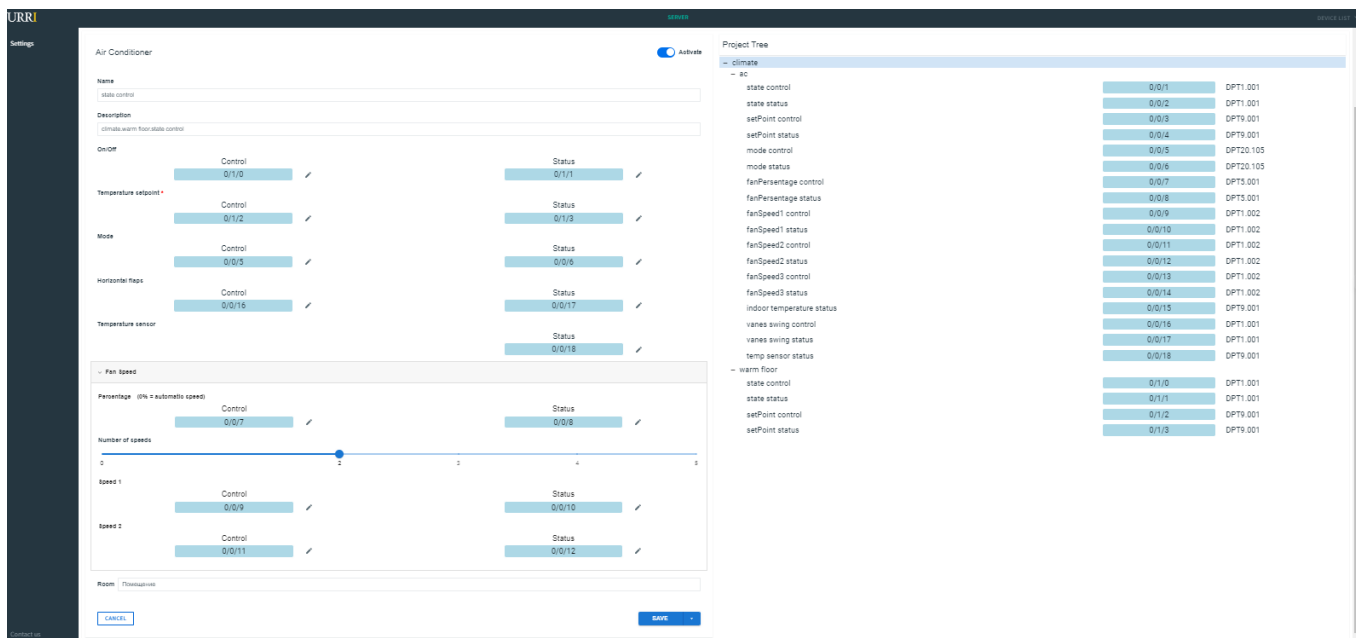 URRI
SERVER
DEVICE LIST
Settings
Air Conditioner
Activate
Name
state control
Description
climate.warm floor.state control
On/Off
Control Status
0/1/0 0/1/1
Temperature setpoint *
Control Status
0/1/2 0/1/3
Mode
Control Status
0/0/5 0/0/6
Horizontal flaps
Control Status
0/0/16 0/0/17
Temperature sensor
Status
0/0/18
Fan Speed
Percentage (0% = automatic speed)
Control Status
0/0/7 0/0/8
Number of speeds
0 2 3 4 5
Speed 1
Control Status
0/0/9 0/0/10
Speed 2
Control Status
0/0/11 0/0/12
Room Помещение
CANCEL SAVE
Contact us
Project Tree
– climate
– ac
state control 0/0/1 DPT1.001
state status 0/0/2 DPT1.001
setPoint control 0/0/3 DPT9.001
setPoint status 0/0/4 DPT9.001
mode control 0/0/5 DPT20.105
mode status 0/0/6 DPT20.105
fanPersentage control 0/0/7 DPT5.001
fanPersentage status 0/0/8 DPT5.001
fanSpeed1 control 0/0/9 DPT1.002
fanSpeed1 status 0/0/10 DPT1.002
fanSpeed2 control 0/0/11 DPT1.002
fanSpeed2 status 0/0/12 DPT1.002
fanSpeed3 control 0/0/13 DPT1.002
fanSpeed3 status 0/0/14 DPT1.002
indoor temperature status 0/0/15 DPT9.001
vanes swing control 0/0/16 DPT1.001
vanes swing status 0/0/17 DPT1.001
temp sensor status 0/0/18 DPT9.001
– warm floor
state control 0/1/0 DPT1.001
state status 0/1/1 DPT1.001
setPoint control 0/1/2 DPT9.001
setPoint status 0/1/3 DPT9.001